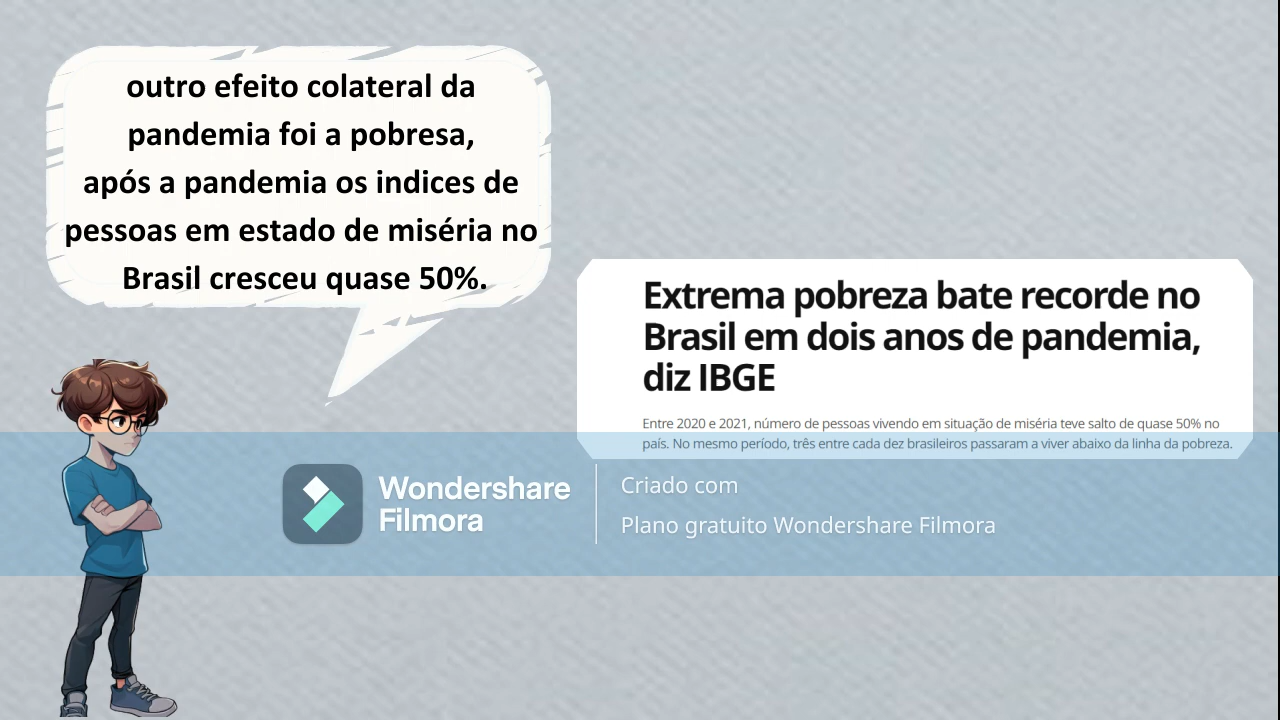 outro efeito colateral da
pandemia foi a pobresa,
após a pandemia os indices de
pessoas em estado de miséria no
Brasil cresceu quase 50%.
Extrema pobreza bate recorde no
Brasil em dois anos de pandemia,
diz IBGE
Entre 2020 e 2021, número de pessoas vivendo em situação de miséria teve salto de quase 50% no
país. No mesmo período, três entre cada dez brasileiros passaram a viver abaixo da linha da pobreza.
Wondershare
Filmora
Criado com
Plano gratuito Wondershare Filmora